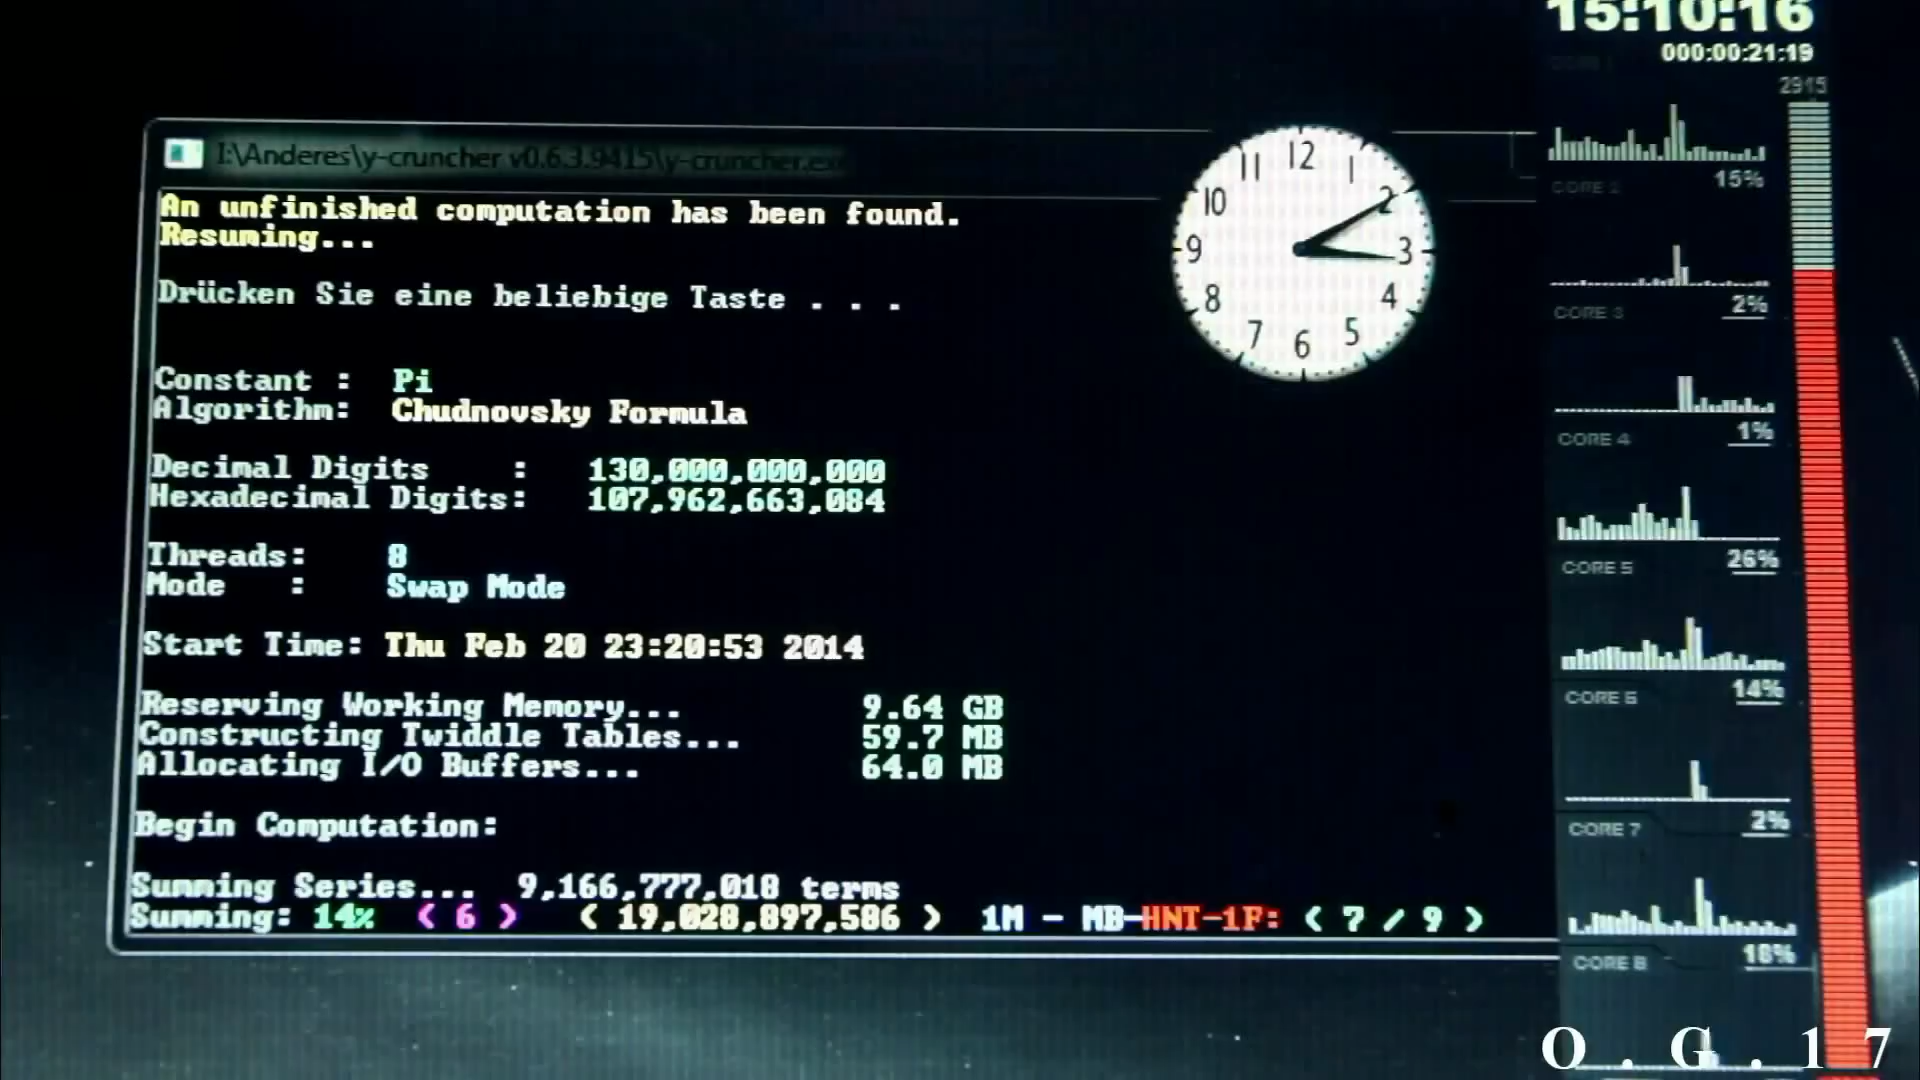 15:10:16
000:00:21:19
2915
I:\Anderes\y-cruncher v0.6.3.9415\y-cruncher.exe
An unfinished computation has been found.
Resuming...
Drücken Sie eine beliebige Taste . . .
Constant : Pi
Algorithm: Chudnovsky Formula
Decimal Digits : 130,000,000,000
Hexadecimal Digits: 107,962,663,084
Threads: 8
Mode : Swap Mode
Start Time: Thu Feb 20 23:20:53 2014
Reserving Working Memory... 9.64 GB
Constructing Twiddle Tables... 59.7 MB
Allocating I/O Buffers... 64.0 MB
Begin Computation:
Summing Series... 9,166,777,018 terms
Summing: 14% ( 6 ) ( 19,028,897,586 ) 1M - MB-HNT-1F: ( 7 / 9 )
12
1
2
3
4
5
6
7
8
9
10
11
CORE 1
15%
CORE 2
2%
CORE 3
1%
CORE 4
26%
CORE 5
14%
CORE 6
2%
CORE 7
18%
CORE 8
O . G . 1 7